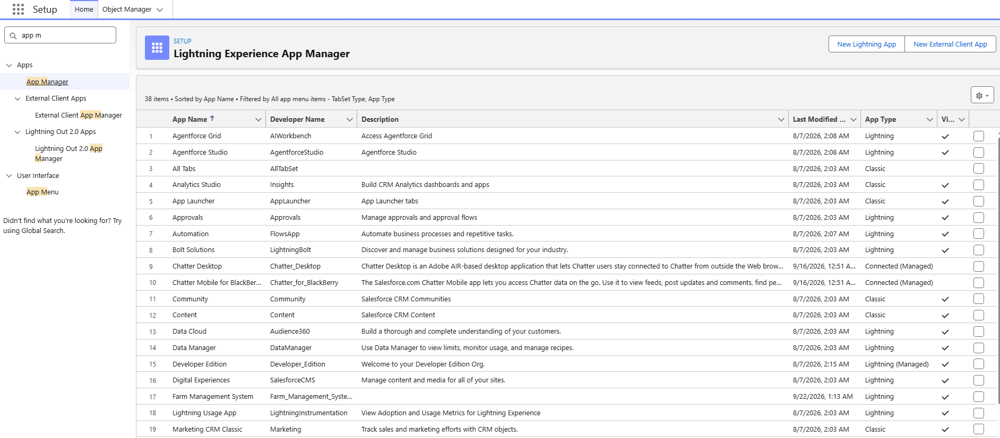 Setup
Home
Object Manager
app m
Apps
App Manager
External Client Apps
External Client App Manager
Lightning Out 2.0 Apps
Lightning Out 2.0 App
Manager
User Interface
App Menu
Didn't find what you're looking for? Try
using Global Search.
SETUP
Lightning Experience App Manager
New Lightning App
New External Client App
38 items • Sorted by App Name • Filtered by All app menu items - TabSet Type, App Type
App Name Developer Name Description Last Modified ... App Type Vi...
1 Agentforce Grid AIWorkbench Access Agentforce Grid 8/7/2026, 2:08 AM Lightning
2 Agentforce Studio AgentforceStudio Agentforce Studio 8/7/2026, 2:08 AM Lightning
3 All Tabs AllTabSet 8/7/2026, 2:03 AM Classic
4 Analytics Studio Insights Build CRM Analytics dashboards and apps 8/7/2026, 2:03 AM Classic
5 App Launcher AppLauncher App Launcher tabs 8/7/2026, 2:03 AM Classic
6 Approvals Approvals Manage approvals and approval flows 8/7/2026, 2:03 AM Lightning
7 Automation FlowsApp Automate business processes and repetitive tasks. 8/7/2026, 2:07 AM Lightning
8 Bolt Solutions LightningBolt Discover and manage business solutions designed for your industry. 8/7/2026, 2:03 AM Lightning
9 Chatter Desktop Chatter_Desktop Chatter Desktop is an Adobe AIR-based desktop application that lets Chatter users stay connected to Chatter from outside the Web brow... 9/16/2026, 12:51 A... Connected (Managed)
10 Chatter Mobile for BlackBer... Chatter_for_BlackBerry The Salesforce.com Chatter Mobile app lets you access Chatter data on the go. Use it to view feeds, post updates and comments, find pe... 9/16/2026, 12:51 A... Connected (Managed)
11 Community Community Salesforce CRM Communities 8/7/2026, 2:03 AM Classic
12 Content Content Salesforce CRM Content 8/7/2026, 2:03 AM Classic
13 Data Cloud Audience360 Build a thorough and complete understanding of your customers. 8/7/2026, 2:03 AM Lightning
14 Data Manager DataManager Use Data Manager to view limits, monitor usage, and manage recipes. 8/7/2026, 2:03 AM Lightning
15 Developer Edition Developer_Edition Welcome to your Developer Edition Org. 8/7/2026, 2:15 AM Lightning (Managed)
16 Digital Experiences SalesforceCMS Manage content and media for all of your sites. 8/7/2026, 2:03 AM Lightning
17 Farm Management System Farm_Management_Syste... 9/22/2026, 1:13 AM Lightning
18 Lightning Usage App LightningInstrumentation View Adoption and Usage Metrics for Lightning Experience 8/7/2026, 2:03 AM Lightning
19 Marketing CRM Classic Marketing Track sales and marketing efforts with CRM objects. 8/7/2026, 2:03 AM Classic